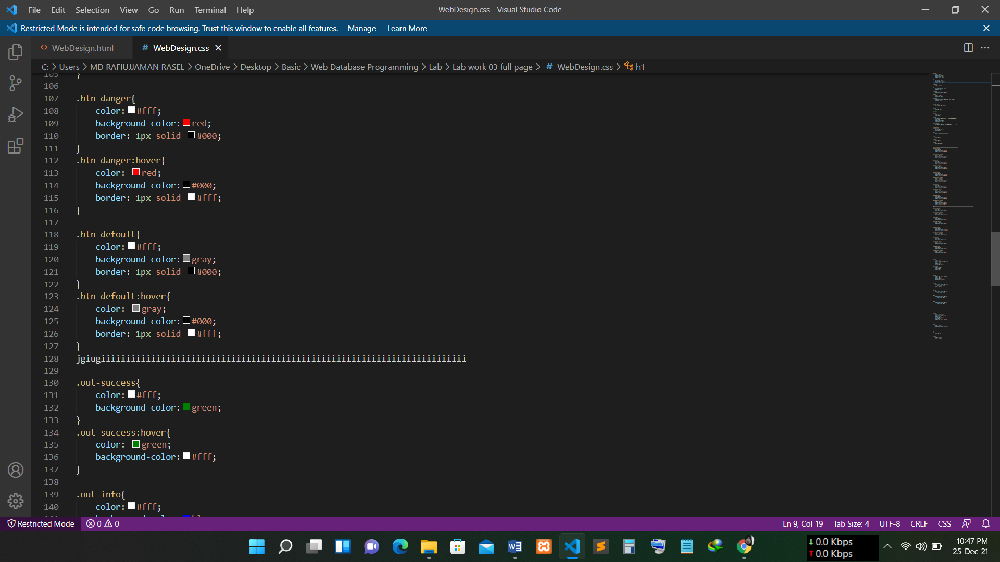 File Edit Selection View Go Run Terminal Help WebDesign.css - Visual Studio Code
Restricted Mode is intended for safe code browsing. Trust this window to enable all features. Manage Learn More
<> WebDesign.html # WebDesign.css
C: > Users > MD RAFIUJJAMAN RASEL > OneDrive > Desktop > Basic > Web Database Programming > Lab > Lab work 03 full page > # WebDesign.css > h1
105 }
106
107 .btn-danger{
108 color:#fff;
109 background-color:red;
110 border: 1px solid #000;
111 }
112 .btn-danger:hover{
113 color: red;
114 background-color:#000;
115 border: 1px solid #fff;
116 }
117
118 .btn-defoult{
119 color:#fff;
120 background-color:gray;
121 border: 1px solid #000;
122 }
123 .btn-defoult:hover{
124 color: gray;
125 background-color:#000;
126 border: 1px solid #fff;
127 }
128 jgiugiiiiiiiiiiiiiiiiiiiiiiiiiiiiiiiiiiiiiiiiiiiiiiiiiiiiiiiiiiiiiiiiiiiiiiiii
129
130 .out-success{
131 color:#fff;
132 background-color:green;
133 }
134 .out-success:hover{
135 color: green;
136 background-color:#fff;
137 }
138
139 .out-info{
140 color:#fff;
Restricted Mode 0 0 Ln 9, Col 19 Tab Size: 4 UTF-8 CRLF CSS
0.0 Kbps
0.0 Kbps
10:47 PM
25-Dec-21